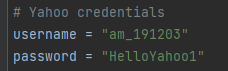 # Yahoo credentials
username = "am_191203"
password = "HelloYahoo1"